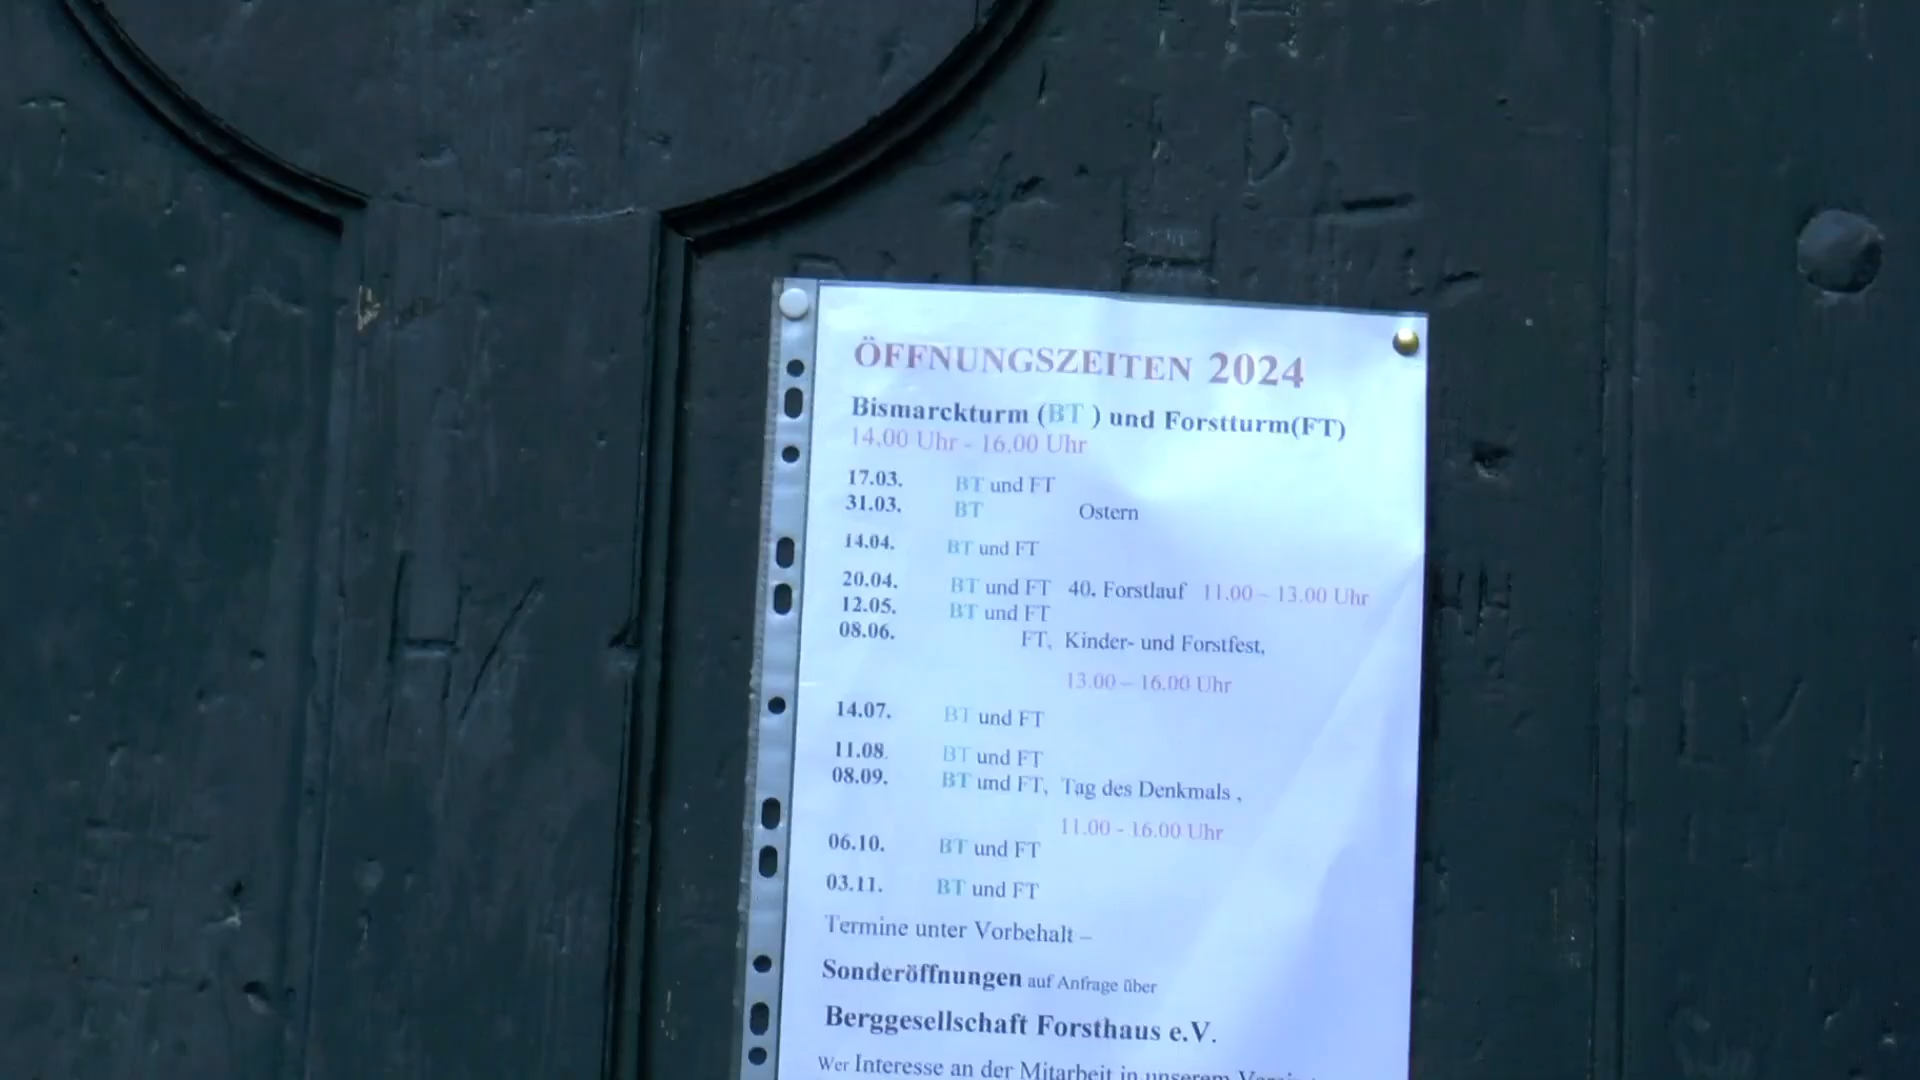 ÖFFNUNGSZEITEN 2024
Bismarckturm (BT ) und Forstturm(FT)
14.00 Uhr - 16.00 Uhr
17.03. BT und FT
31.03. BT Ostern
14.04. BT und FT
20.04. BT und FT 40. Forstlauf 11.00 – 13.00 Uhr
12.05. BT und FT
08.06. FT, Kinder- und Forstfest,
13.00 – 16.00 Uhr
14.07. BT und FT
11.08. BT und FT
08.09. BT und FT, Tag des Denkmals ,
11.00 - 16.00 Uhr
06.10. BT und FT
03.11. BT und FT
Termine unter Vorbehalt –
Sonderöffnungen auf Anfrage über
Berggesellschaft Forsthaus e.V.
Wer Interesse an der Mitarbeit in unserem